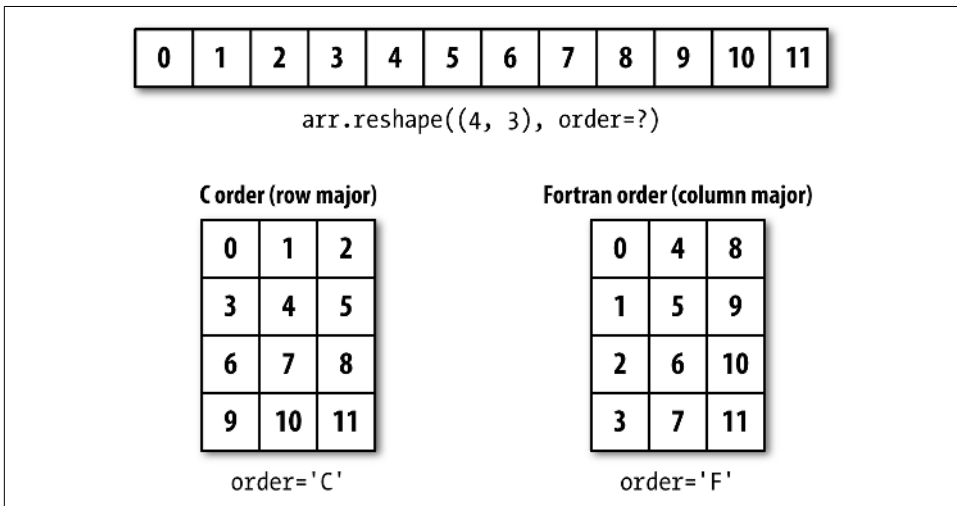 0 1 2 3 4 5 6 7 8 9 10 11
arr.reshape((4, 3), order=?)
C order (row major)
0 1 2
3 4 5
6 7 8
9 10 11
order='C'
Fortran order (column major)
0 4 8
1 5 9
2 6 10
3 7 11
order='F'